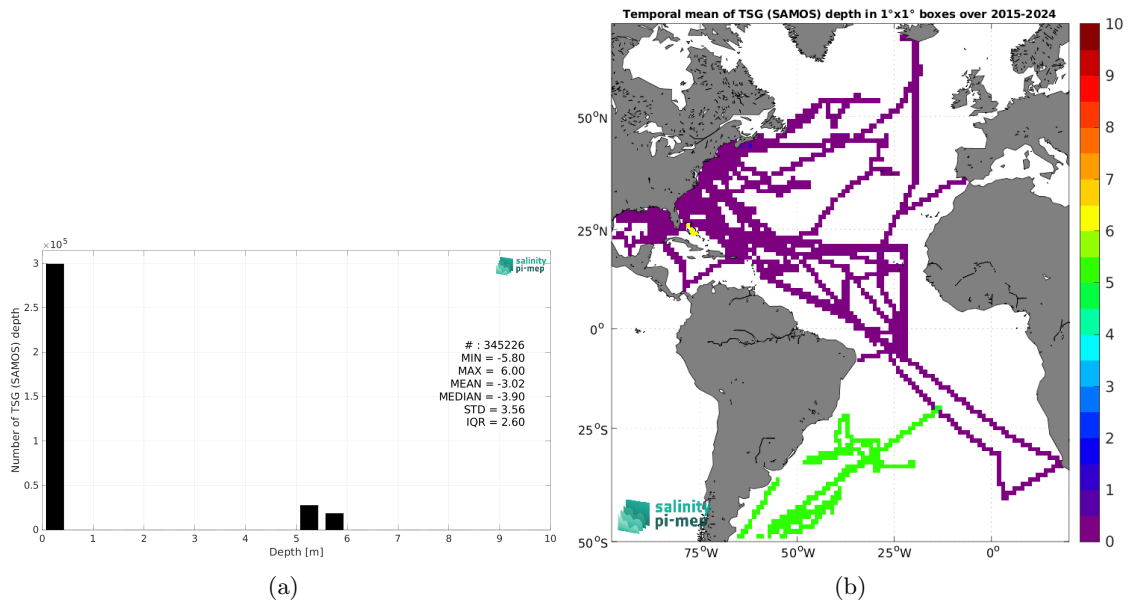 Temporal mean of TSG (SAMOS) depth in 1°x1° boxes over 2015-2024
×10⁵
3
2.5
2
1.5
1
0.5
0
Number of TSG (SAMOS) depth
salinity
pi-mep
# : 345226
MIN = -5.80
MAX = 6.00
MEAN = -3.02
MEDIAN = -3.90
STD = 3.56
IQR = 2.60
0 1 2 3 4 5 6 7 8 9 10
Depth [m]
(a)
50°N
25°N
0°
25°S
50°S
75°W 50°W 25°W 0°
salinity
pi-mep
10
9
8
7
6
5
4
3
2
1
0
(b)